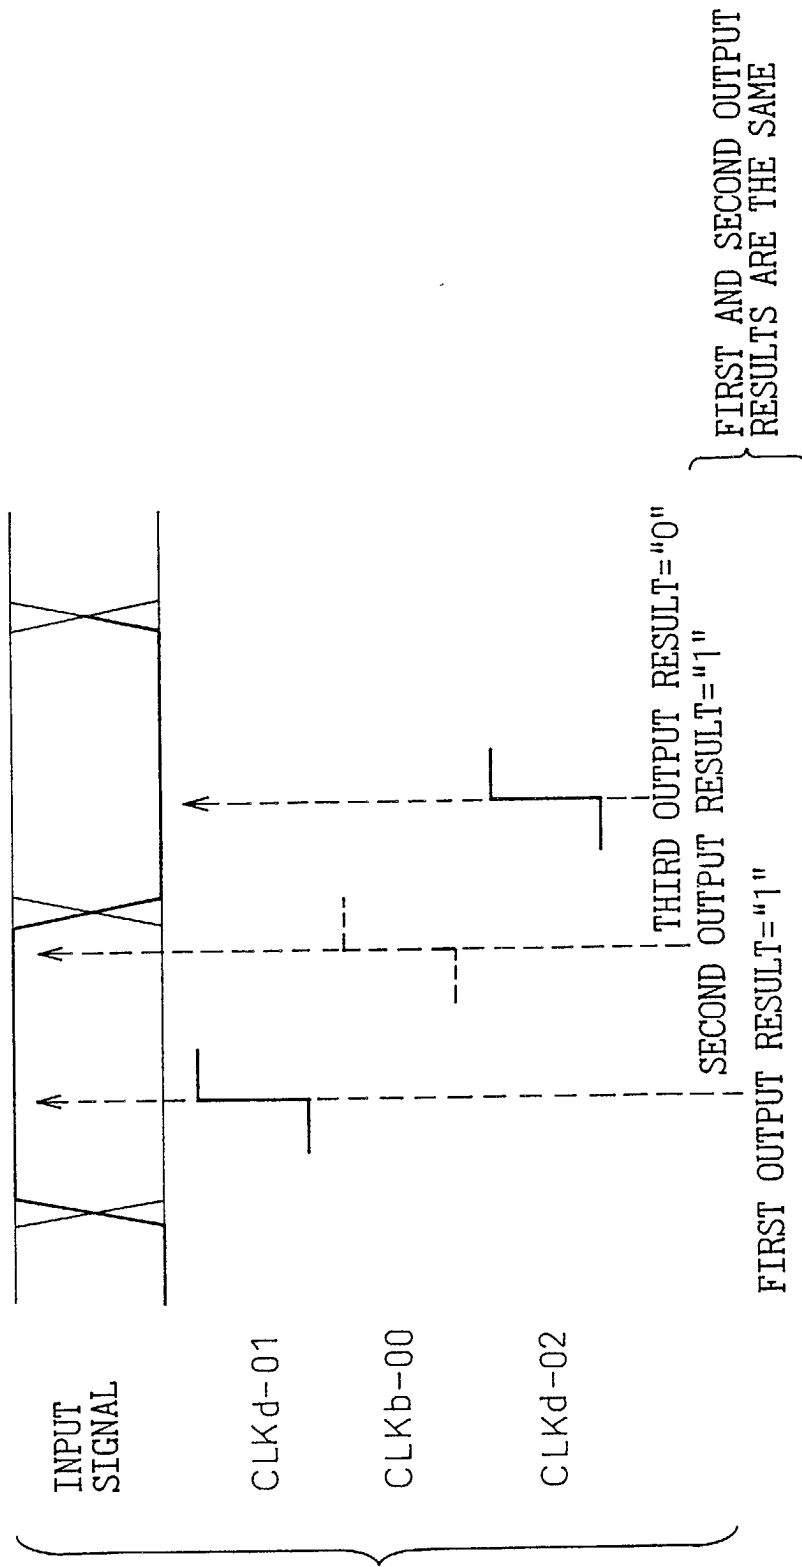 INPUT
SIGNAL
CLKd-01
CLKb-00
CLKd-02
THIRD OUTPUT RESULT="0"
SECOND OUTPUT RESULT="1"
FIRST OUTPUT RESULT="1"
FIRST AND SECOND OUTPUT
RESULTS ARE THE SAME